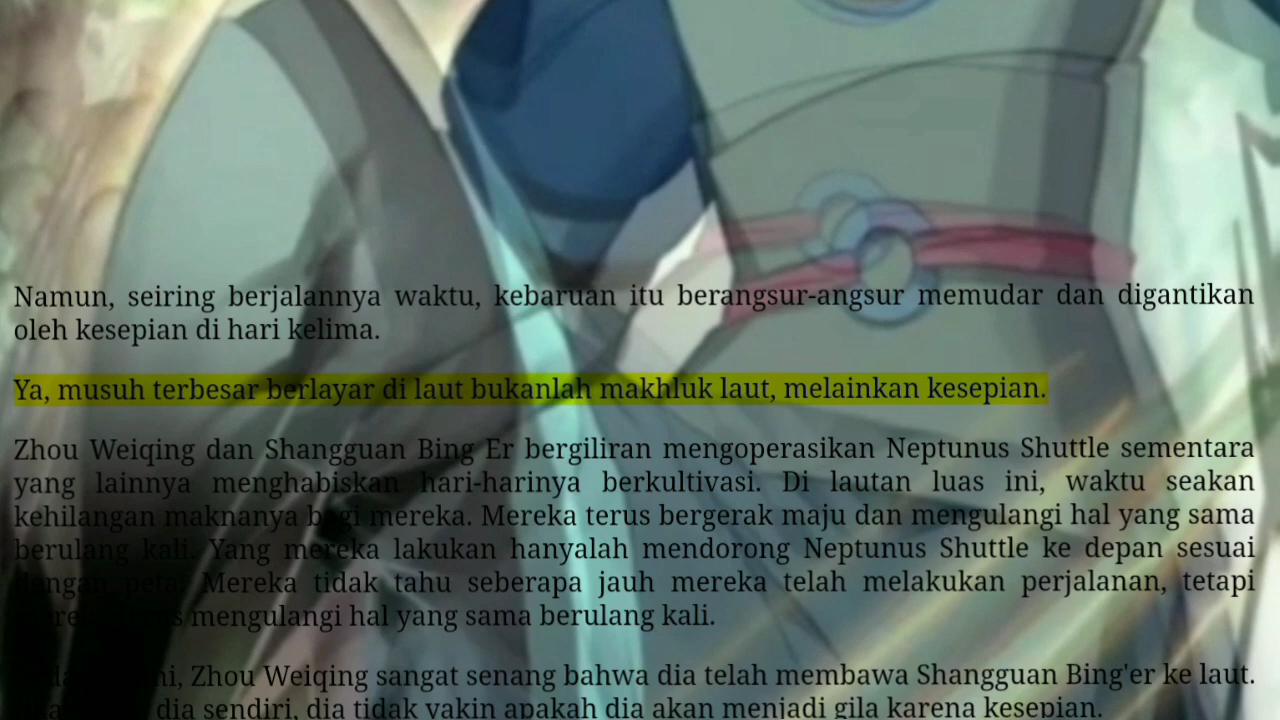 Namun, seiring berjalannya waktu, kebaruan itu berangsur-angsur memudar dan digantikan
oleh kesepian di hari kelima.
Ya, musuh terbesar berlayar di laut bukanlah makhluk laut, melainkan kesepian.
Zhou Weiqing dan Shangguan Bing Er bergiliran mengoperasikan Neptunus Shuttle sementara
yang lainnya menghabiskan hari-harinya berkultivasi. Di lautan luas ini, waktu seakan
kehilangan maknanya bagi mereka. Mereka terus bergerak maju dan mengulangi hal yang sama
berulang kali. Yang mereka lakukan hanyalah mendorong Neptunus Shuttle ke depan sesuai
dengan peta. Mereka tidak tahu seberapa jauh mereka telah melakukan perjalanan, tetapi
mengulangi hal yang sama berulang kali.
Zhou Weiqing sangat senang bahwa dia telah membawa Shangguan Bing'er ke laut.
dia sendiri, dia tidak yakin apakah dia akan menjadi gila karena kesepian.